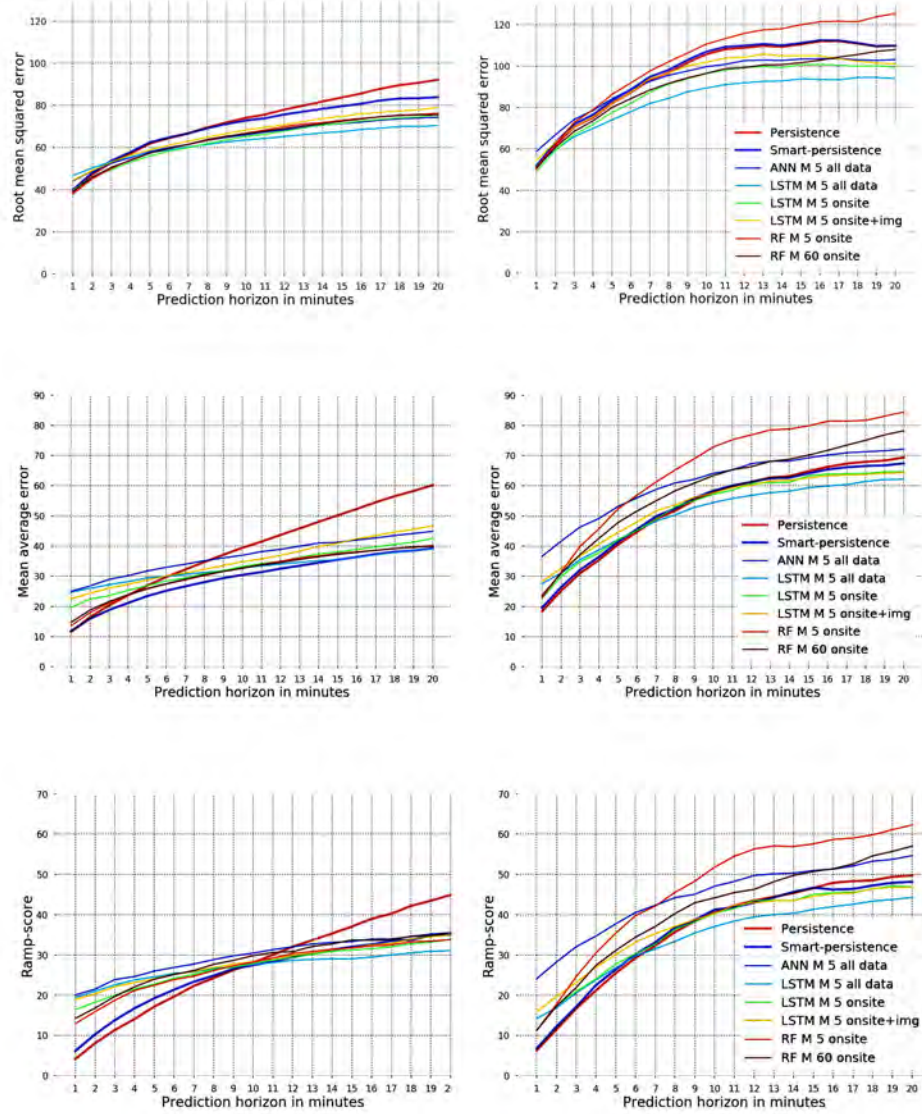 120
100
80
60
40
20
0
Root mean squared error
1 2 3 4 5 6 7 8 9 10 11 12 13 14 15 16 17 18 19 20
Prediction horizon in minutes
120
100
80
60
40
20
0
Root mean squared error
Persistence
Smart-persistence
ANN M 5 all data
LSTM M 5 all data
LSTM M 5 onsite
LSTM M 5 onsite+img
RF M 5 onsite
RF M 60 onsite
1 2 3 4 5 6 7 8 9 10 11 12 13 14 15 16 17 18 19 20
Prediction horizon in minutes
90
80
70
60
50
40
30
20
10
0
Mean average error
1 2 3 4 5 6 7 8 9 10 11 12 13 14 15 16 17 18 19 20
Prediction horizon in minutes
90
80
70
60
50
40
30
20
10
0
Mean average error
Persistence
Smart-persistence
ANN M 5 all data
LSTM M 5 all data
LSTM M 5 onsite
LSTM M 5 onsite+img
RF M 5 onsite
RF M 60 onsite
1 2 3 4 5 6 7 8 9 10 11 12 13 14 15 16 17 18 19 20
Prediction horizon in minutes
70
60
50
40
30
20
10
0
Ramp-score
1 2 3 4 5 6 7 8 9 10 11 12 13 14 15 16 17 18 19 2
Prediction horizon in minutes
70
60
50
40
30
20
10
0
Ramp-score
Persistence
Smart-persistence
ANN M 5 all data
LSTM M 5 all data
LSTM M 5 onsite
LSTM M 5 onsite+img
RF M 5 onsite
RF M 60 onsite
1 2 3 4 5 6 7 8 9 10 11 12 13 14 15 16 17 18 19 20
Prediction horizon in minutes